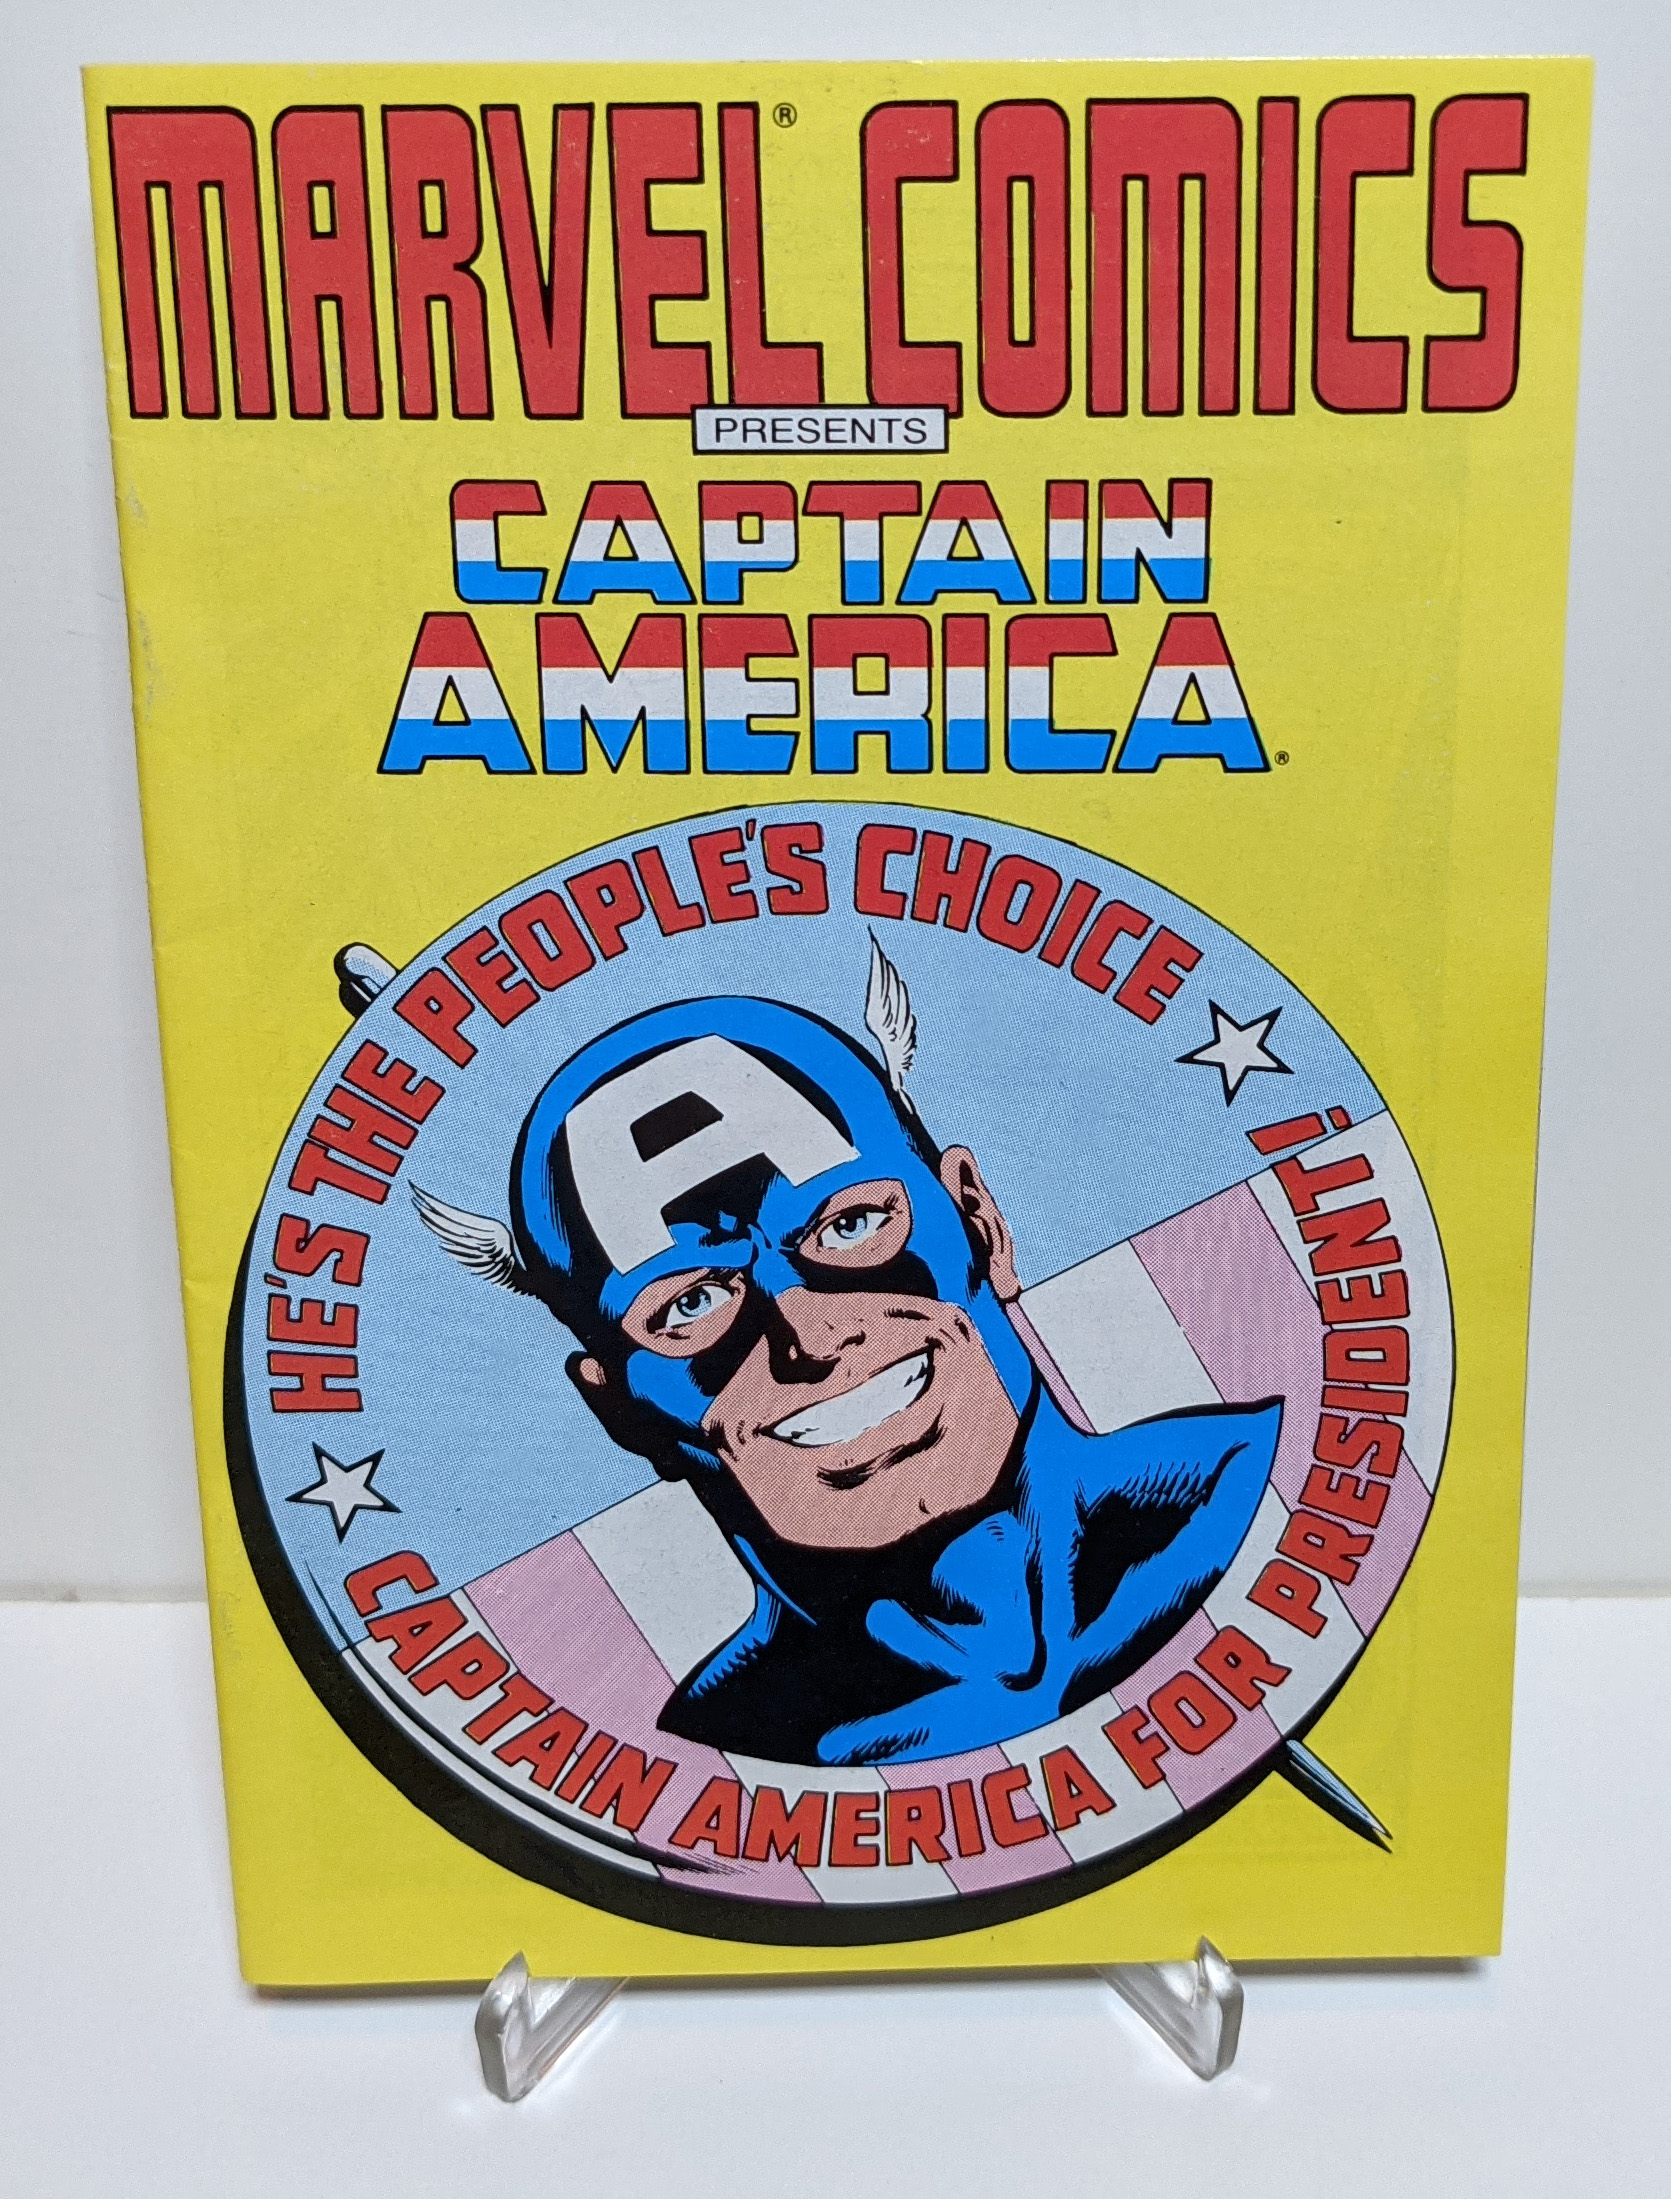 MARVEL® COMICS
PRESENTS
CAPTAIN
AMERICA®
HE'S THE PEOPLE'S CHOICE
CAPTAIN AMERICA FOR PRESIDENT!
A